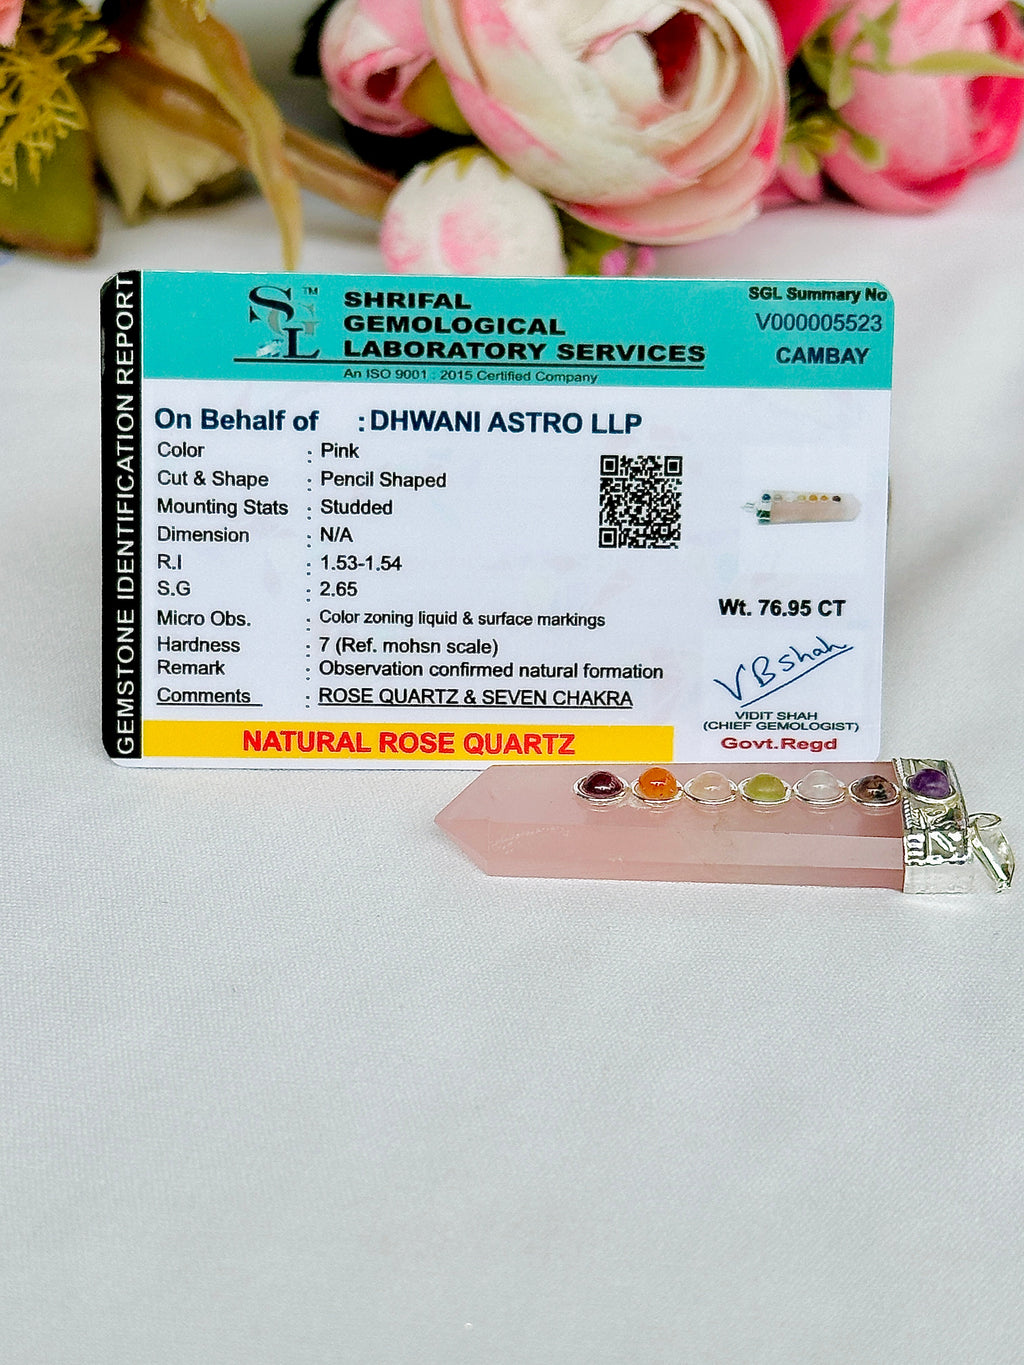 GEMSTONE IDENTIFICATION REPORT
SGL
TM
SHRIFAL
GEMOLOGICAL
LABORATORY SERVICES
An ISO 9001 : 2015 Certified Company
SGL Summary No
V000005523
CAMBAY
On Behalf of : DHWANI ASTRO LLP
Color : Pink
Cut & Shape : Pencil Shaped
Mounting Stats : Studded
Dimension : N/A
R.I : 1.53-1.54
S.G : 2.65
Micro Obs. : Color zoning liquid & surface markings
Hardness : 7 (Ref. mohsn scale)
Remark : Observation confirmed natural formation
Comments : ROSE QUARTZ & SEVEN CHAKRA
NATURAL ROSE QUARTZ
Wt. 76.95 CT
VBshah
VIDIT SHAH
(CHIEF GEMOLOGIST)
Govt.Regd